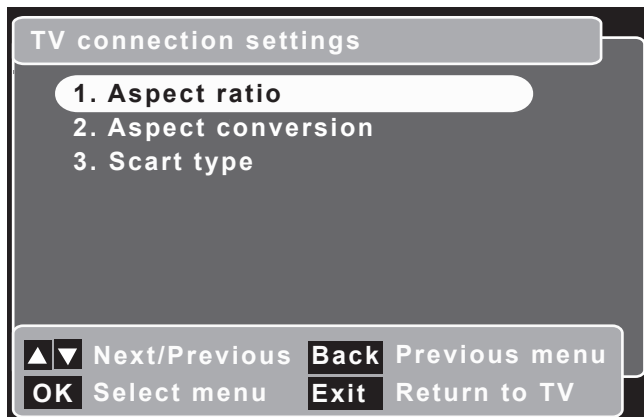 TV connection settings
1. Aspect ratio
2. Aspect conversion
3. Scart type
▲▼ Next/Previous Back Previous menu
OK Select menu Exit Return to TV